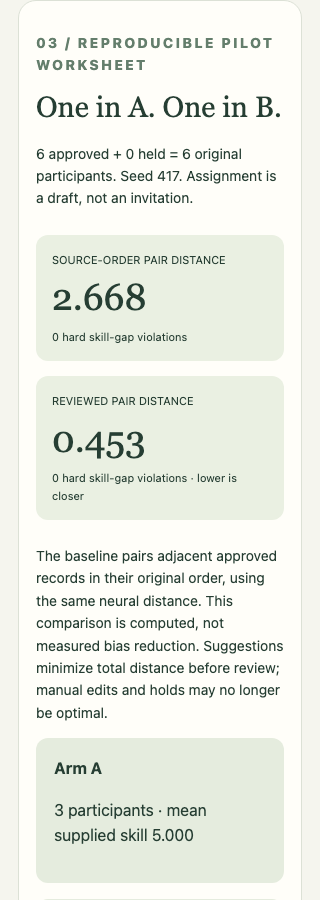 03 / REPRODUCIBLE PILOT
WORKSHEET
One in A. One in B.
6 approved + 0 held = 6 original
participants. Seed 417. Assignment is
a draft, not an invitation.
SOURCE-ORDER PAIR DISTANCE
2.668
0 hard skill-gap violations
REVIEWED PAIR DISTANCE
0.453
0 hard skill-gap violations · lower is
closer
The baseline pairs adjacent approved
records in their original order, using
the same neural distance. This
comparison is computed, not
measured bias reduction. Suggestions
minimize total distance before review;
manual edits and holds may no longer
be optimal.
Arm A
3 participants · mean
supplied skill 5.000